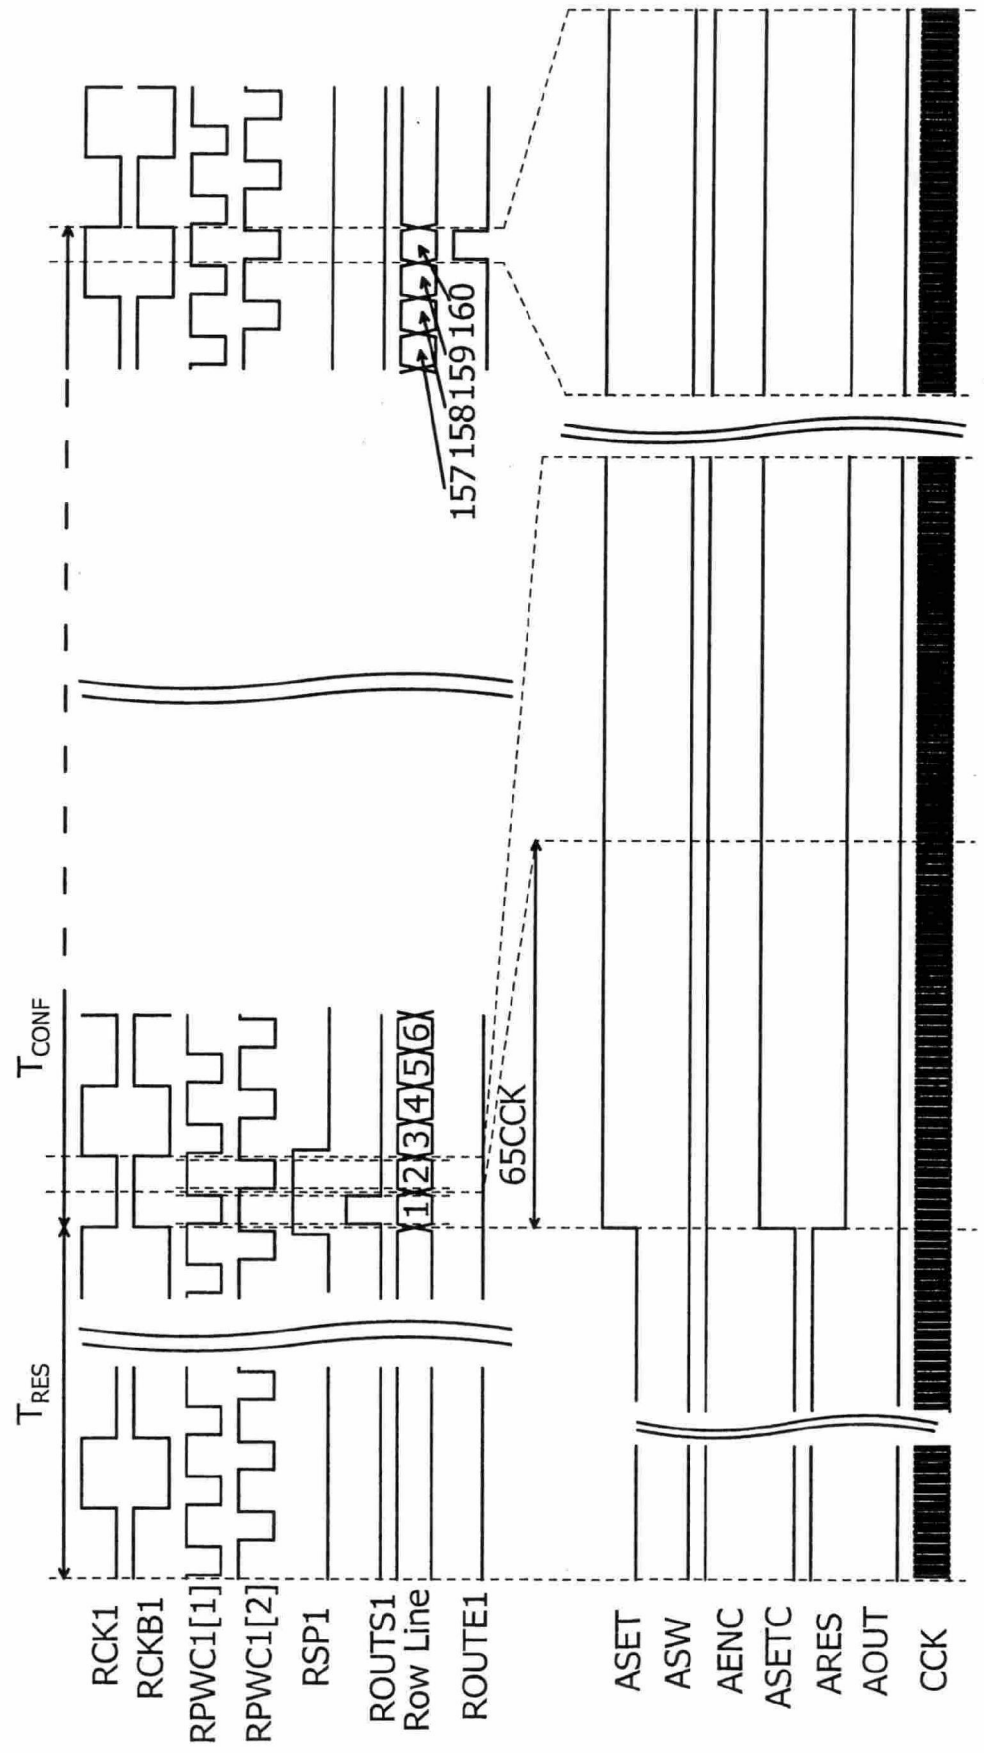 T_RES
T_CONF
RCK1
RCKB1
RPWC1[1]
RPWC1[2]
RSP1
ROUTS1
Row Line
1 2 3 4 5 6
157 158 159 160
ROUTE1
65CCK
ASET
ASW
AENC
ASETC
ARES
AOUT
CCK